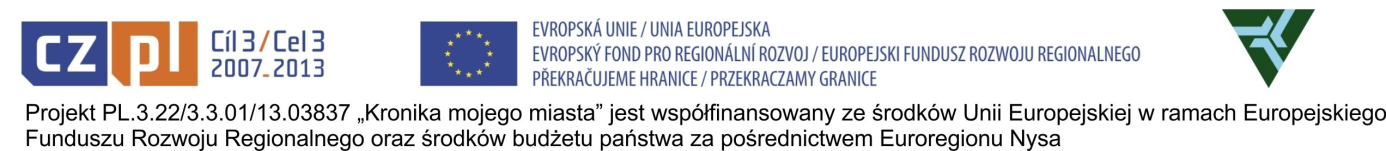 cz pl Cíl 3 / Cel 3
2007_2013
EVROPSKÁ UNIE / UNIA EUROPEJSKA
EVROPSKÝ FOND PRO REGIONÁLNÍ ROZVOJ / EUROPEJSKI FUNDUSZ ROZWOJU REGIONALNEGO
PŘEKRAČUJEME HRANICE / PRZEKRACZAMY GRANICE
Projekt PL.3.22/3.3.01/13.03837 „Kronika mojego miasta” jest współfinansowany ze środków Unii Europejskiej w ramach Europejskiego
Funduszu Rozwoju Regionalnego oraz środków budżetu państwa za pośrednictwem Euroregionu Nysa